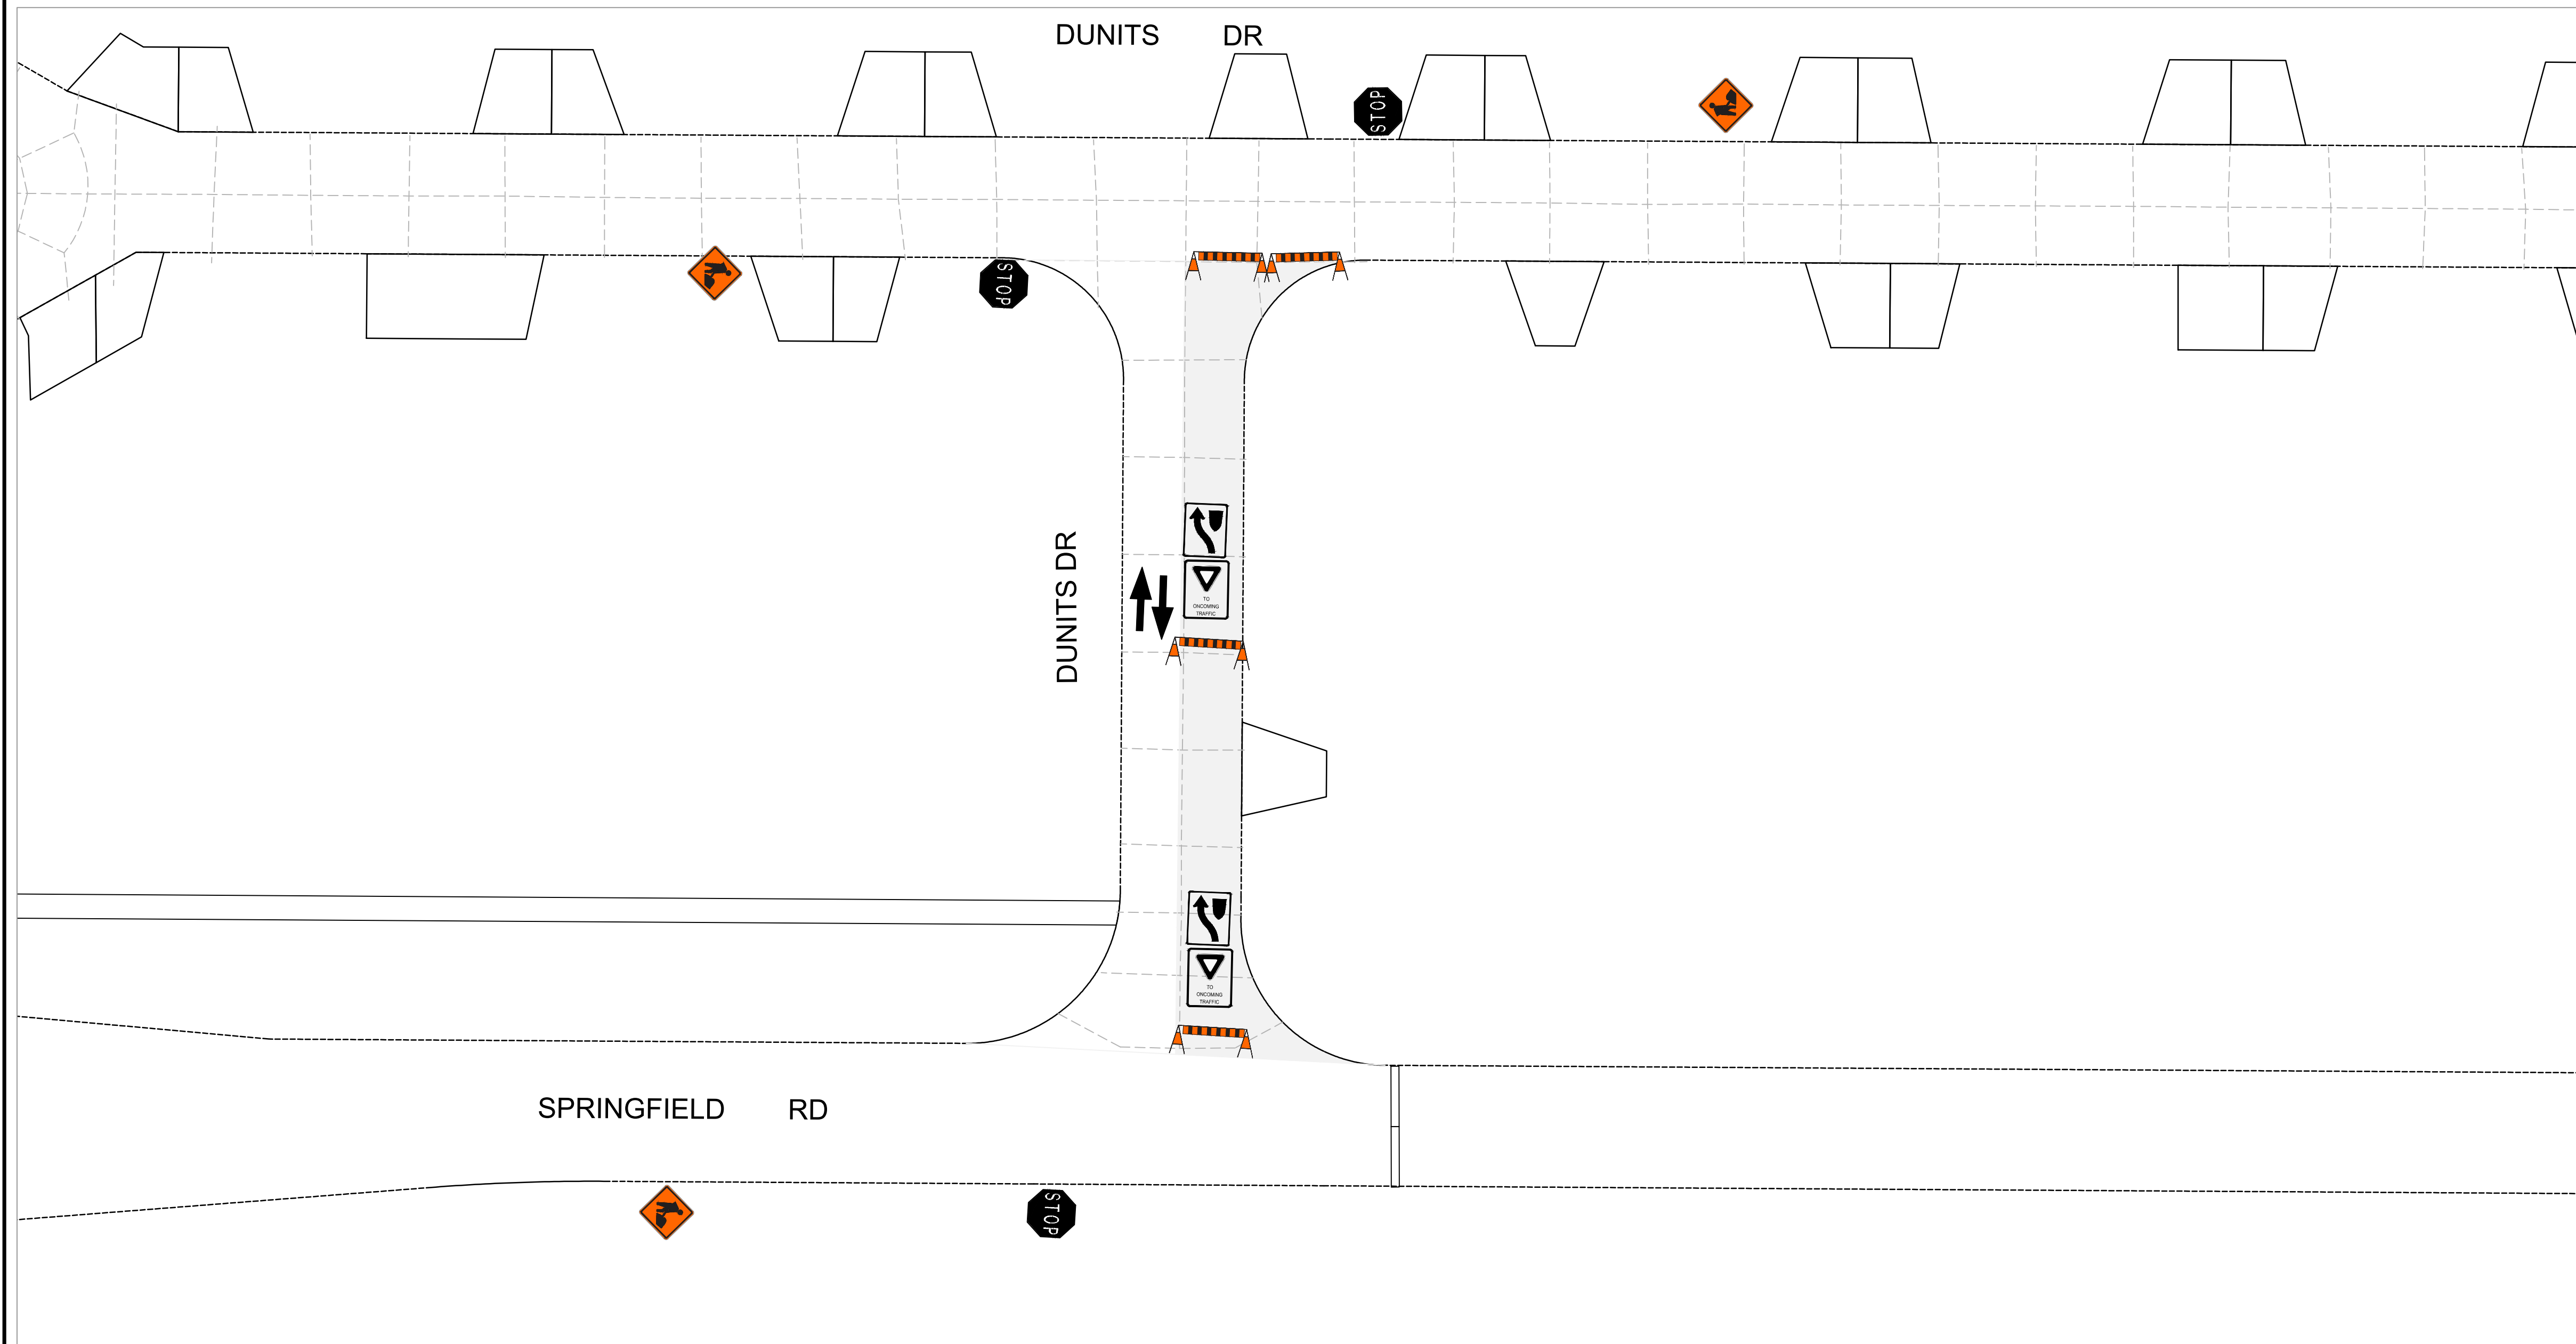 DUNITS DR
STOP
STOP
DUNITS DR
TO
ONCOMING
TRAFFIC
TO
ONCOMING
TRAFFIC
SPRINGFIELD RD
STOP